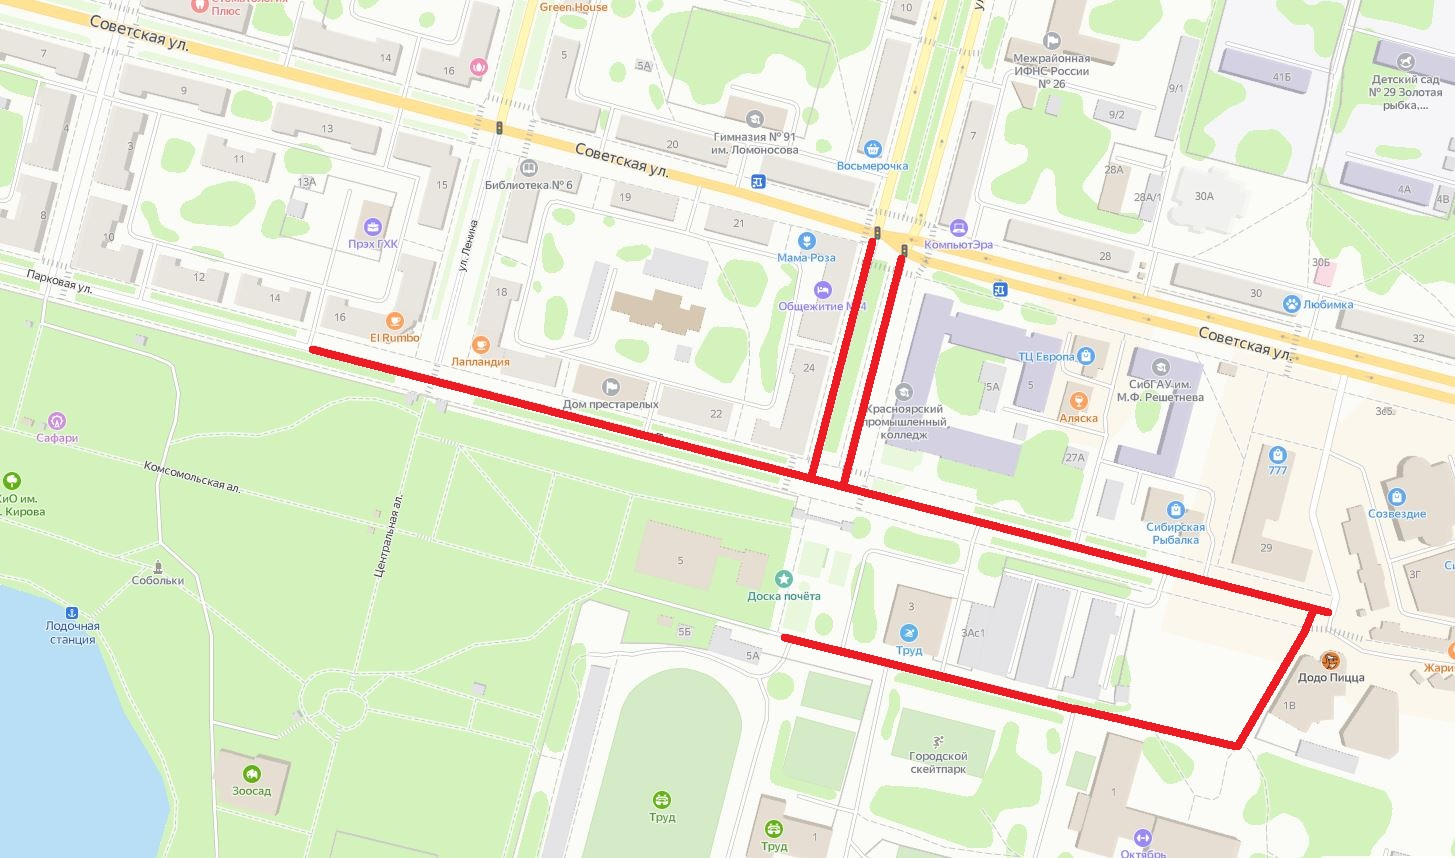 Плюс
Green House
10
Советская ул.
7
14
16
5
5А
Межрайонная
ИФНС России
№ 26
9/1
41Б
Детский сад
№ 29 Золотая
рыбка,...
9
13
4
3
11
15
20
Гимназия № 91
им. Ломоносова
7
9/2
Восьмёрочка
Советская ул.
Библиотека № 6
13А
19
28А
28А/1
30А
4А
4В
8
10
Прэх ГХК
ул. Ленина
21
Мама Роза
КомпьютЭра
28
30Б
Парковая ул.
12
14
16
18
Общежитие № 4
30
Любимка
El Rumbo
Лапландия
Советская ул.
32
24
ТЦ Европа
5А
5
СибГАУ им.
М.Ф. Решетнева
Дом престарелых
22
Красноярский
промышленный
колледж
Аляска
Сафари
27А
777
Комсомольская ал.
Центральная ал.
КиО им.
. Кирова
Созвездие
Сибирская
Рыбалка
29
5
Собольки
Доска почёта
3Г
Лодочная
станция
3
Труд
3Ас1
5Б
5А
Додо Пицца
1В
Городской
скейтпарк
Зоосад
Труд
Труд
1
1
Октябрь